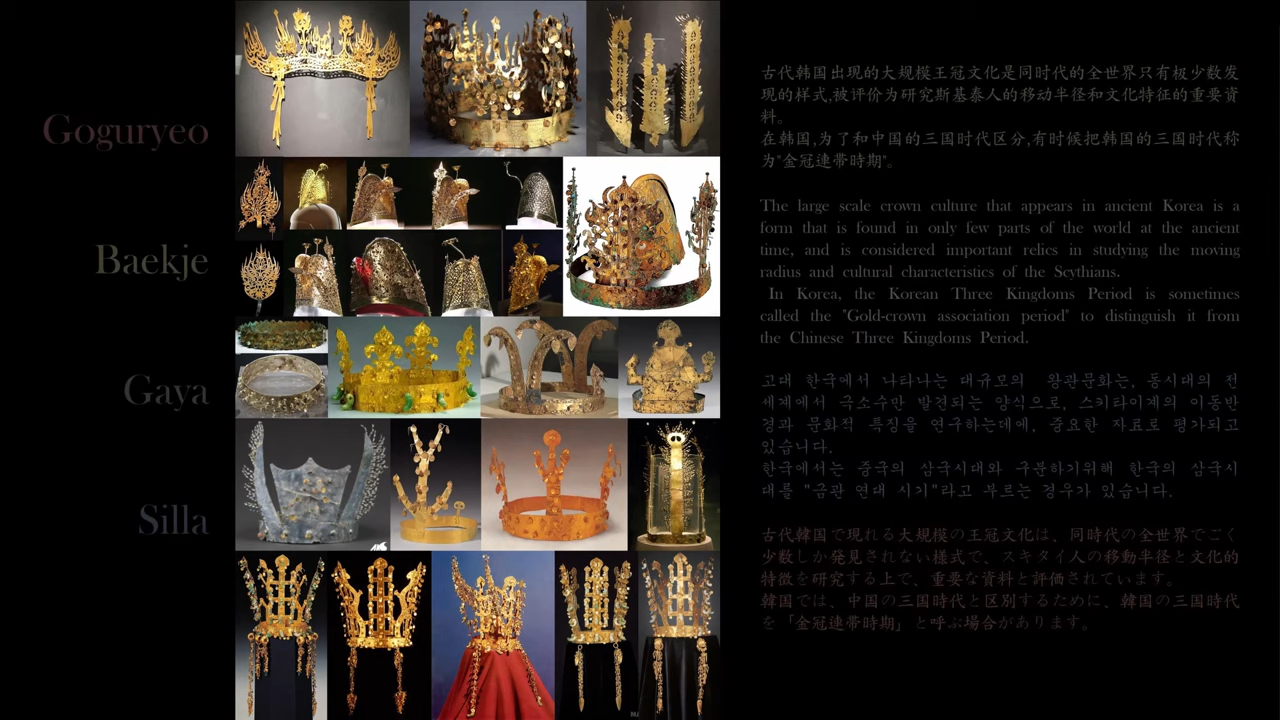 Goguryeo
Baekje
Gaya
Silla
古代韩国出现的大规模王冠文化是同时代的全世界只有极少数发
现的样式,被评价为研究斯基泰人的移动半径和文化特征的重要资
料。
在韩国,为了和中国的三国时代区分,有时候把韩国的三国时代称
为"金冠連带時期"。
The large scale crown culture that appears in ancient Korea is a
form that is found in only few parts of the world at the ancient
time, and is considered important relics in studying the moving
radius and cultural characteristics of the Scythians.
In Korea, the Korean Three Kingdoms Period is sometimes
called the "Gold-crown association period" to distinguish it from
the Chinese Three Kingdoms Period.
고대 한국에서 나타나는 대규모의 왕관문화는, 동시대의 전
세계에서 극소수만 발견되는 양식으로, 스키타이계의 이동반
경과 문화적 특징을 연구하는데에, 중요한 자료로 평가되고
있습니다.
한국에서는 중국의 삼국시대와 구분하기위해 한국의 삼국시
대를 "금관 연대 시기"라고 부르는 경우가 있습니다.
古代韓国で現れる大規模の王冠文化は、同時代の全世界でごく
少数しか発見されない様式で、スキタイ人の移動半径と文化的
特徴を研究する上で、重要な資料と評価されています。
韓国では、中国の三国時代と区別するために、韓国の三国時代
を「金冠連帯時期」と呼ぶ場合があります。